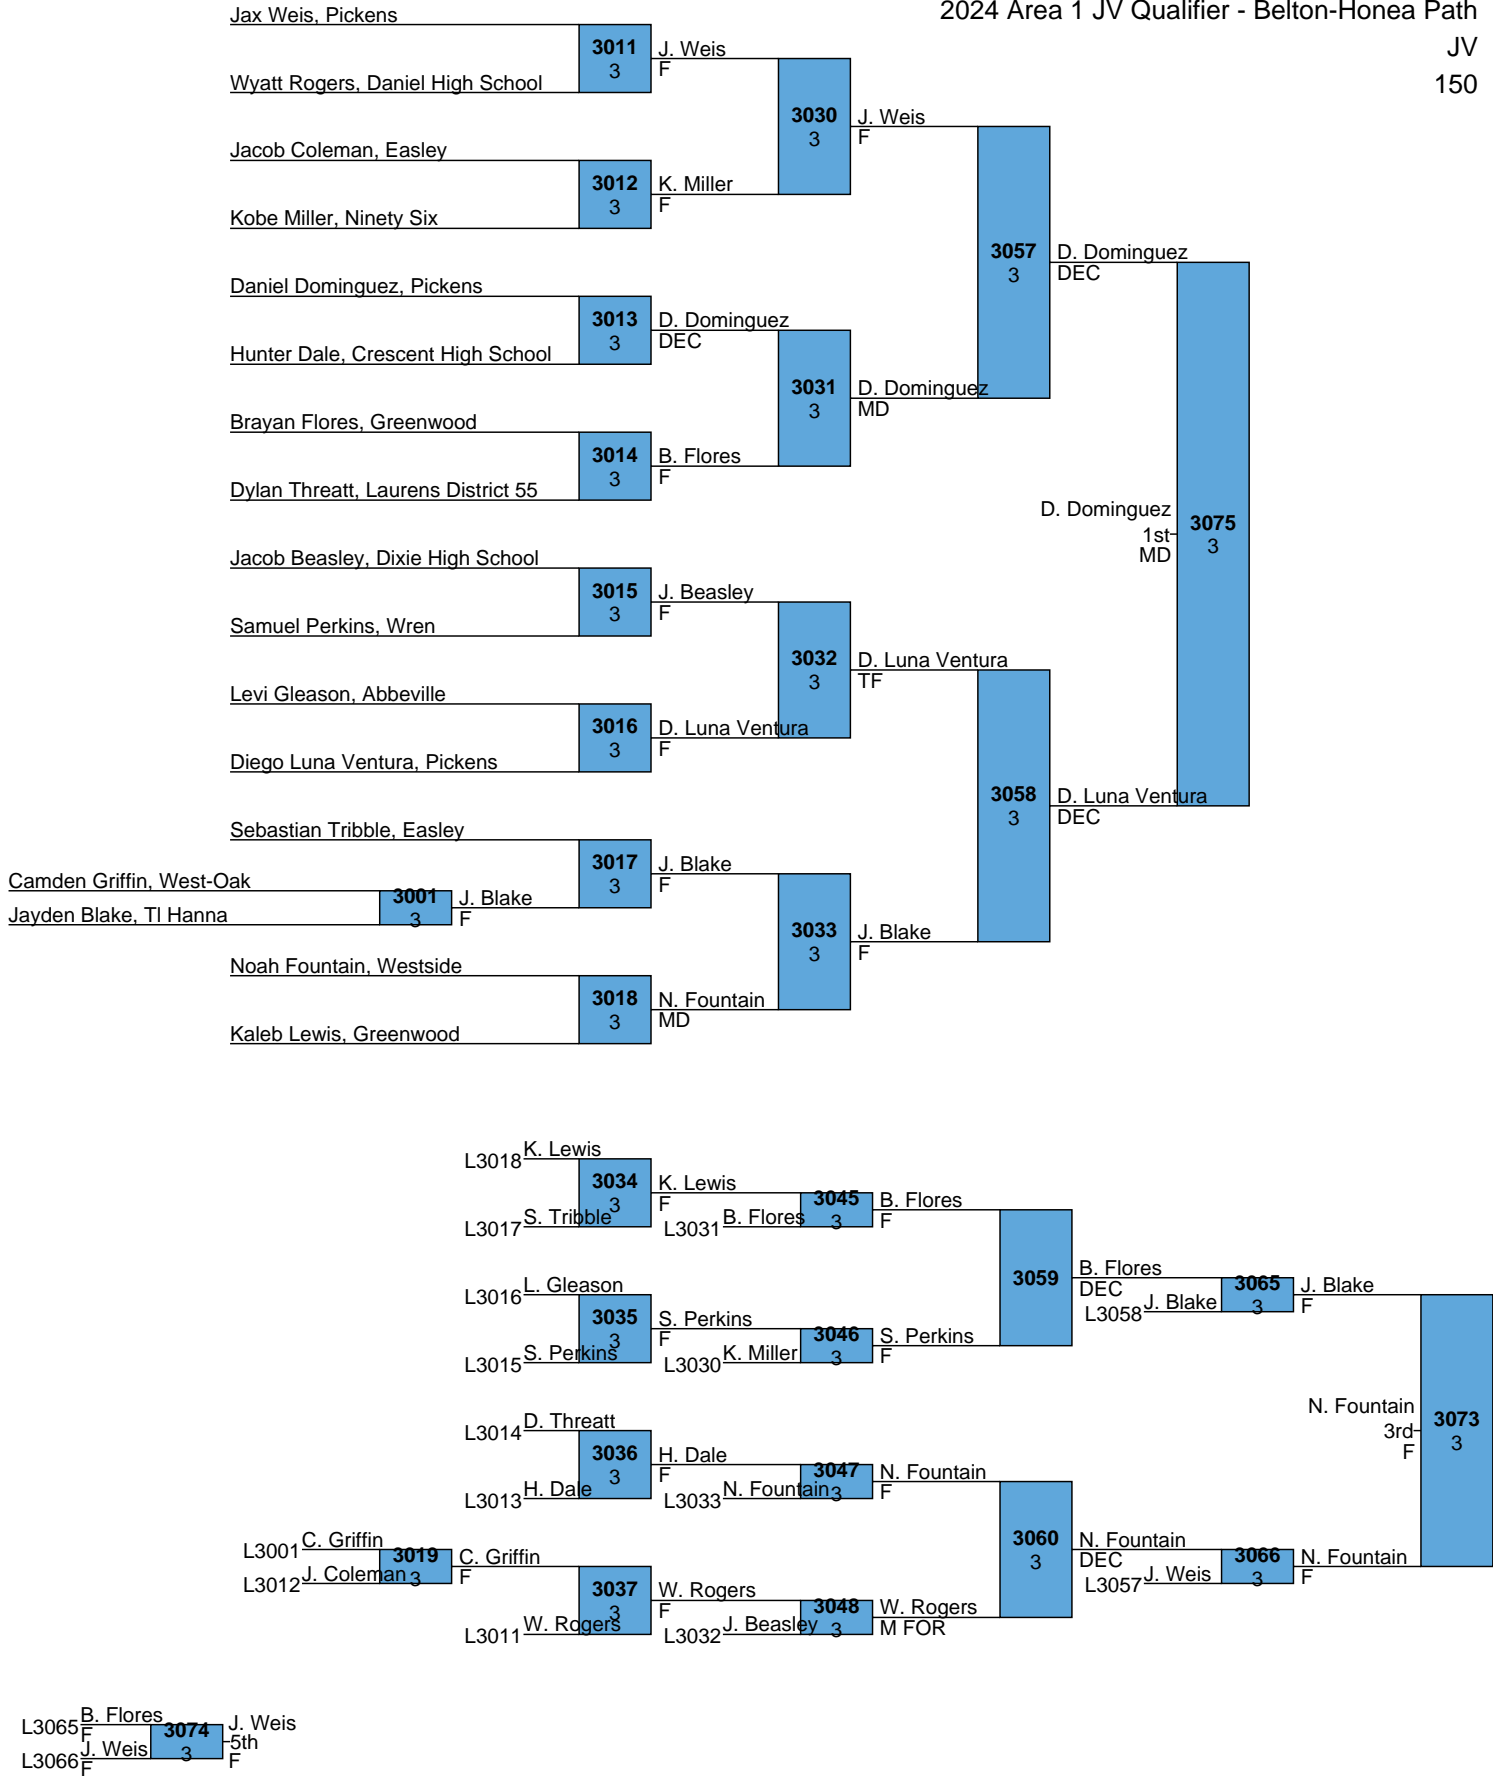 2024 Area 1 JV Qualifier - Belton-Honea Path
JV
150
Jax Weis, Pickens
3011
3
J. Weis
F
Wyatt Rogers, Daniel High School
3030
3
J. Weis
F
Jacob Coleman, Easley
3012
3
K. Miller
F
Kobe Miller, Ninety Six
3057
3
D. Dominguez
DEC
Daniel Dominguez, Pickens
3013
3
D. Dominguez
DEC
Hunter Dale, Crescent High School
3031
3
D. Dominguez
MD
Brayan Flores, Greenwood
3014
3
B. Flores
F
Dylan Threatt, Laurens District 55
D. Dominguez
1st
MD
3075
3
Jacob Beasley, Dixie High School
3015
3
J. Beasley
F
Samuel Perkins, Wren
3032
3
D. Luna Ventura
TF
Levi Gleason, Abbeville
3016
3
D. Luna Ventura
F
Diego Luna Ventura, Pickens
3058
3
D. Luna Ventura
DEC
Sebastian Tribble, Easley
3017
3
J. Blake
F
Camden Griffin, West-Oak
3001
3
J. Blake
F
Jayden Blake, Tl Hanna
3033
3
J. Blake
F
Noah Fountain, Westside
3018
3
N. Fountain
MD
Kaleb Lewis, Greenwood
L3018
K. Lewis
3034
3
K. Lewis
F
L3017
S. Tribble
L3031
B. Flores
3045
3
B. Flores
F
L3016
L. Gleason
3035
3
S. Perkins
F
L3015
S. Perkins
L3030
K. Miller
3046
3
S. Perkins
F
3059
B. Flores
DEC
L3058
J. Blake
3065
3
J. Blake
F
L3014
D. Threatt
3036
3
H. Dale
F
L3013
H. Dale
L3033
N. Fountain
3047
3
N. Fountain
F
N. Fountain
3rd
F
3073
3
L3001
C. Griffin
3019
3
C. Griffin
F
L3012
J. Coleman
3037
3
W. Rogers
F
L3011
W. Rogers
L3032
J. Beasley
3048
3
W. Rogers
M FOR
3060
3
N. Fountain
DEC
L3057
J. Weis
3066
3
N. Fountain
F
L3065
B. Flores
F
3074
3
J. Weis
5th
F
L3066
J. Weis
F